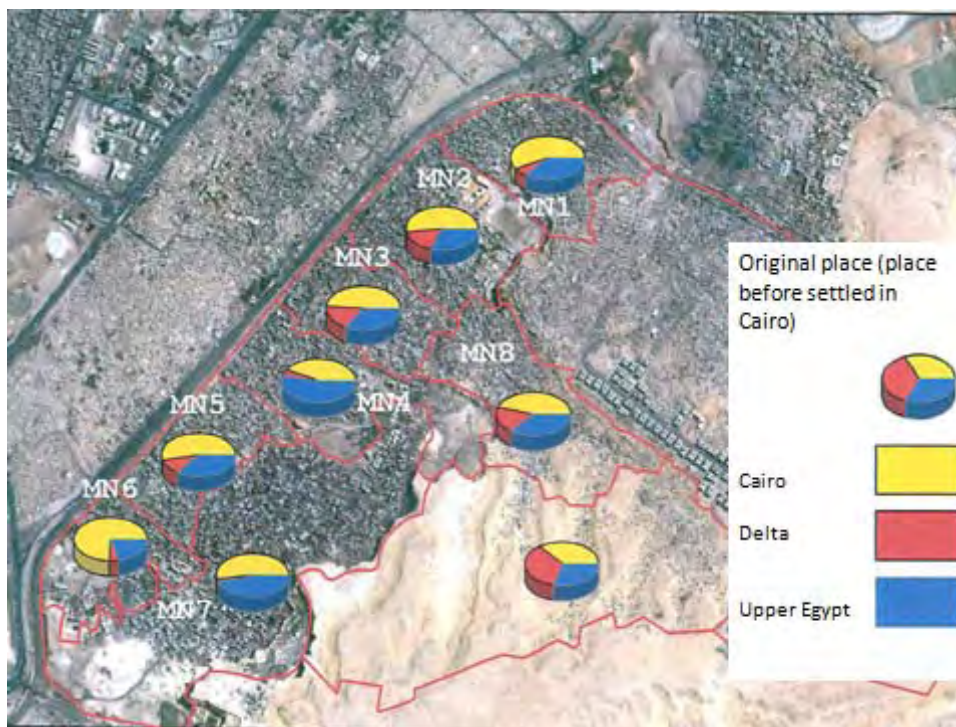 MN2
MN1
MN3
MN8
MN5
MN4
MN6
MN7
Original place (place
before settled in
Cairo)
Cairo
Delta
Upper Egypt